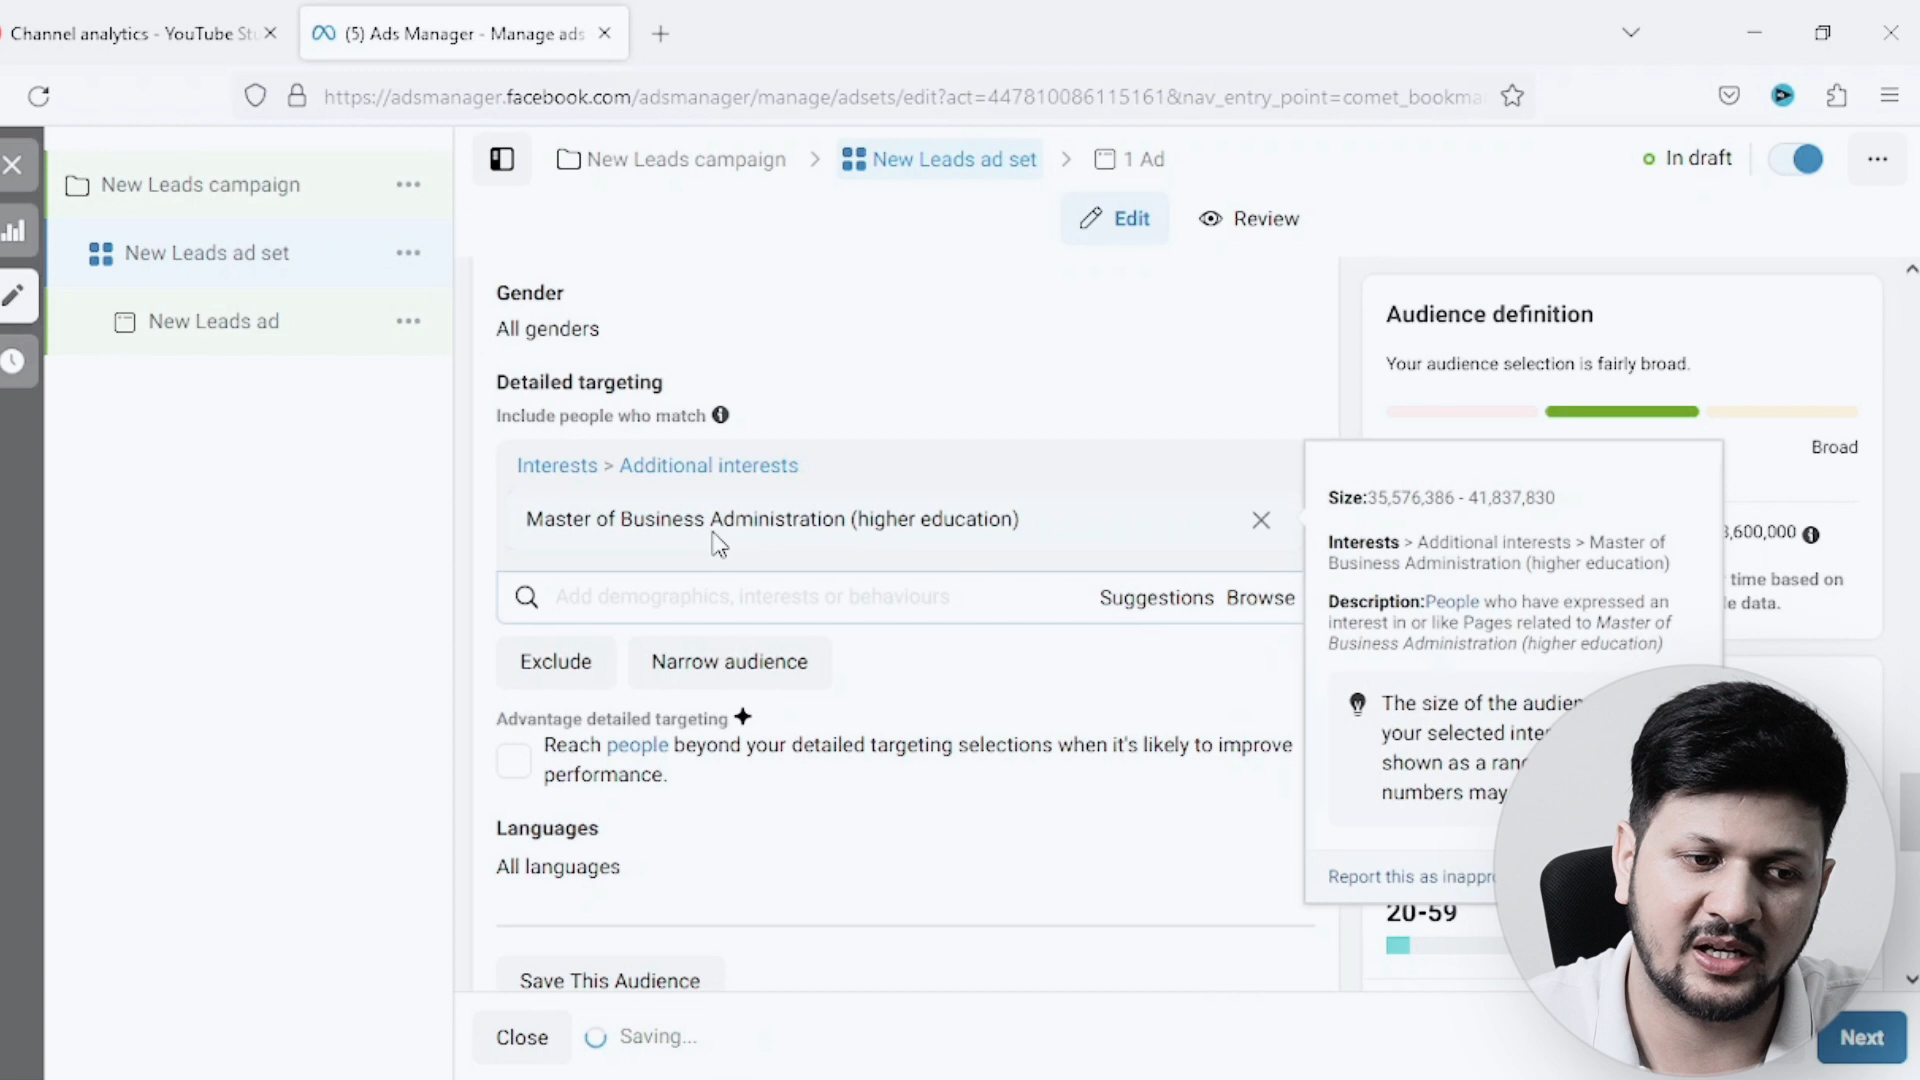 Channel analytics - YouTube Stu
(5) Ads Manager - Manage ads
https://adsmanager.facebook.com/adsmanager/manage/adsets/edit?act=447810086115161&nav_entry_point=comet_bookma
New Leads campaign
New Leads ad set
New Leads ad
New Leads campaign > New Leads ad set > 1 Ad
In draft
Edit
Review
Gender
All genders
Detailed targeting
Include people who match
Interests > Additional interests
Master of Business Administration (higher education)
Add demographics, interests or behaviours
Suggestions Browse
Exclude
Narrow audience
Advantage detailed targeting
Reach people beyond your detailed targeting selections when it's likely to improve
performance.
Languages
All languages
Save This Audience
Close
Saving...
Audience definition
Your audience selection is fairly broad.
Broad
,600,000
time based on
data.
Size:35,576,386 - 41,837,830
Interests > Additional interests > Master of
Business Administration (higher education)
Description:People who have expressed an
interest in or like Pages related to Master of
Business Administration (higher education)
The size of the audien
your selected inte
shown as a ran
numbers may
Report this as inappr
20-59
Next